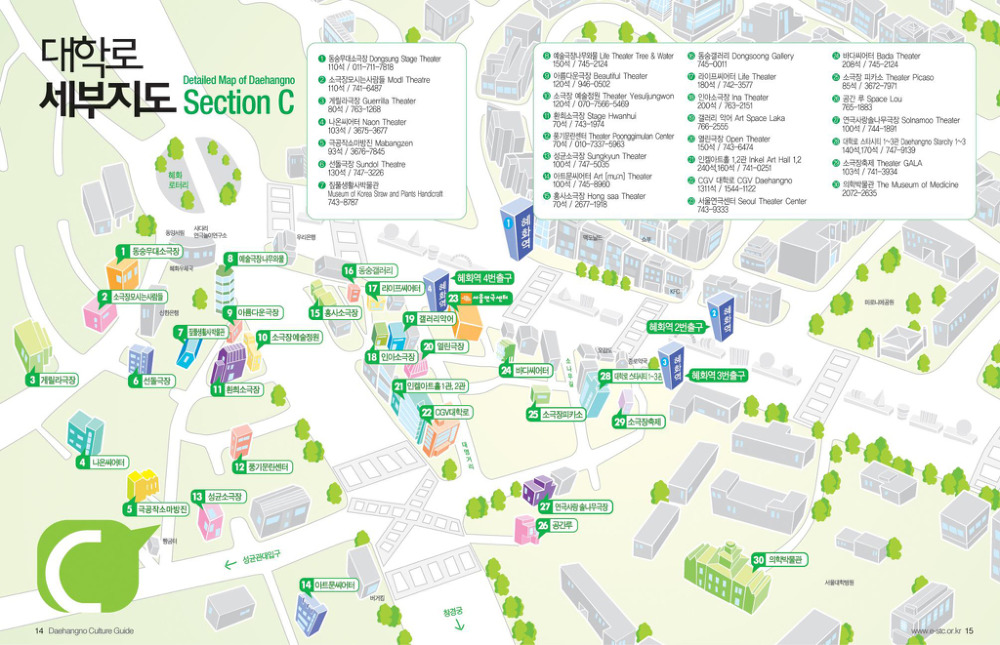 대학로
세부지도
Detailed Map of Daehangno
Section C
1 동숭무대소극장 Dongsung Stage Theater
110석 / 011-711-7818
2 소극장모시는사람들 Modl Theatre
110석 / 741-6487
3 게릴라극장 Guerrilla Theater
80석 / 763-1268
4 나온씨어터 Naon Theater
103석 / 3675-3677
5 극공작소마방진 Mabangzen
93석 / 3676-7845
6 선돌극장 Sundol Theatre
130석 / 747-3226
7 짚풀생활사박물관
Museum of Korea Straw and Plants Handicraft
743-8787
8 예술극장나무와물 Life Theater Tree & Water
150석 / 745-2124
9 아름다운극장 Beautiful Theater
120석 / 946-0502
10 소극장 예술정원 Theater Yesuljungwon
120석 / 070-7566-5469
11 환희소극장 Stage Hwanhui
70석 / 743-1974
12 풍기문란센터 Theater Poonggimulan Center
70석 / 010-7337-5963
13 성균소극장 Sungkyun Theater
100석 / 747-5035
14 아트문씨어터 Art [mu:n] Theater
100석 / 745-8960
15 홍사소극장 Hong saa Theater
70석 / 2677-1918
16 동숭갤러리 Dongsoong Gallery
745-0011
17 라이프씨어터 Life Theater
180석 / 742-3577
18 인아소극장 Ina Theater
200석 / 763-2151
19 갤러리 악어 Art Space Laka
766-2555
20 열린극장 Open Theater
150석 / 743-6474
21 인켈아트홀 1,2관 Inkel Art Hall 1,2
240석,160석 / 741-0251
22 CGV 대학로 CGV Daehangno
1311석 / 1544-1122
23 서울연극센터 Seoul Theater Center
743-9333
24 바다씨어터 Bada Theater
208석 / 745-2124
25 소극장 피카소 Theater Picaso
85석 / 3672-7971
26 공간 루 Space Lou
765-1883
27 연극사랑솔나무극장 Solnamoo Theater
100석 / 744-1891
28 대학로 스타시티 1~3관 Daehangno Starcity 1~3
140석,170석 / 747-9139
29 소극장축제 Theater GALA
103석 / 741-3934
30 의학박물관 The Museum of Medicine
2072-2635
혜화
로터리
동양서림
혜화우체국
우리은행
신한은행
1 혜화역
맥도날드
1 동숭무대소극장
2 소극장모시는사람들
3 게릴라극장
4 나온씨어터
5 극공작소마방진
6 선돌극장
7 짚풀생활사박물관
8 예술극장나무와물
9 아름다운극장
10 소극장예술정원
11 환희소극장
12 풍기문란센터
13 성균소극장
14 아트문씨어터
15 홍사소극장
16 동숭갤러리
17 라이프씨어터
18 인아소극장
19 갤러리악어
20 열린극장
21 인켈아트홀 1관, 2관
22 CGV대학로
4 혜화역
혜화역 4번출구
23 서울연극센터
24 바다씨어터
25 소극장피카소
26 공간루
27 연극사랑 솔나무극장
28 대학로 스타시티 1~3관
29 소극장축제
30 의학박물관
2 혜화역
혜화역 2번출구
3 혜화역
혜화역 3번출구
마로니에공원
소나무길
종로약국
대명거리
버거킹
← 성균관대입구
창경궁
↓
서울대학병원
C
14 Daehangno Culture Guide
www.e-stc.or.kr 15